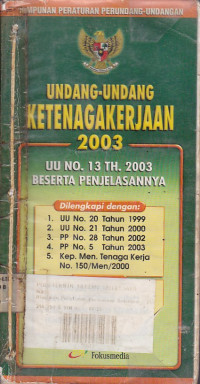 HIMPUNAN PERATURAN PERUNDANG-UNDANGAN
UNDANG-UNDANG
KETENAGAKERJAAN
2003
UU NO. 13 TH. 2003
BESERTA PENJELASANNYA
Dilengkapi dengan:
1. UU No. 20 Tahun 1999
2. UU No. 21 Tahun 2000
3. PP No. 28 Tahun 2002
4. PP No. 5 Tahun 2003
5. Kep. Men. Tenaga Kerja
No. 150/Men/2000
Fokusmedia